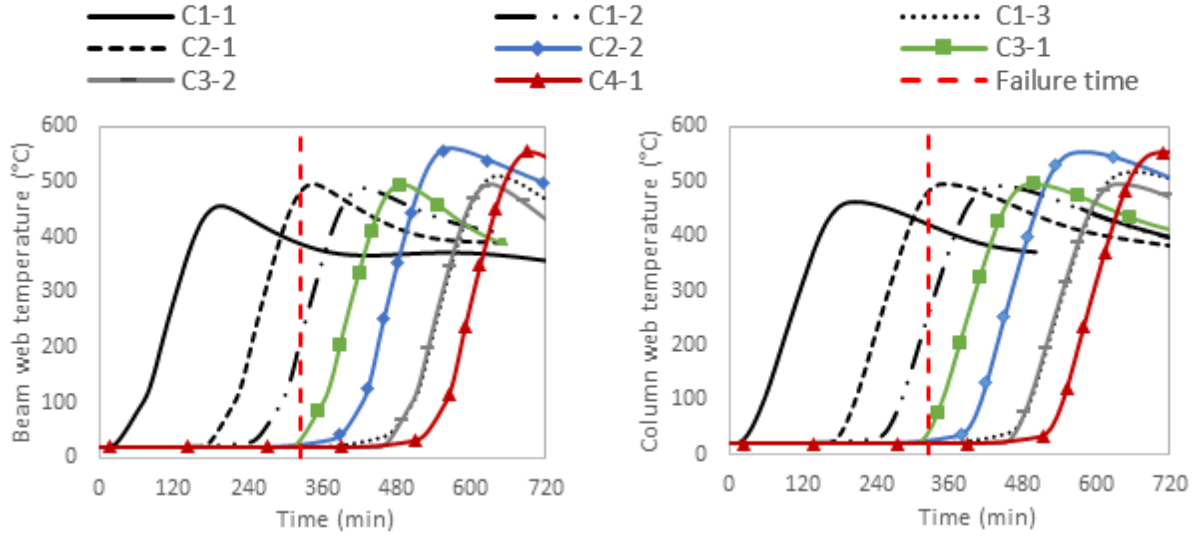 C1-1 C1-2 C1-3
C2-1 C2-2 C3-1
C3-2 C4-1 Failure time
Beam web temperature (°C)
600
500
400
300
200
100
0
0 120 240 360 480 600 720
Time (min)
Column web temperature (°C)
600
500
400
300
200
100
0
0 120 240 360 480 600 720
Time (min)